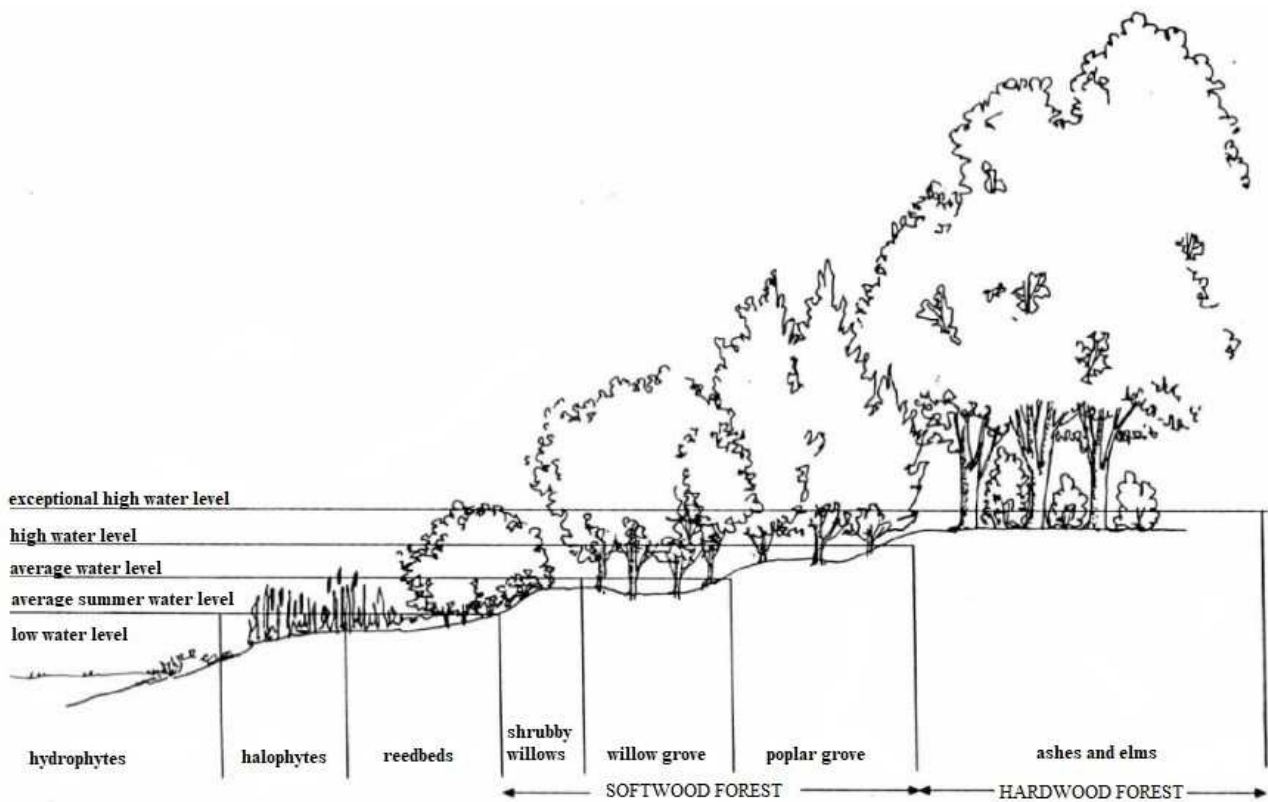 exceptional high water level
high water level
average water level
average summer water level
low water level
hydrophytes
halophytes
reedbeds
shrubby
willows
willow grove
poplar grove
ashes and elms
SOFTWOOD FOREST
HARDWOOD FOREST